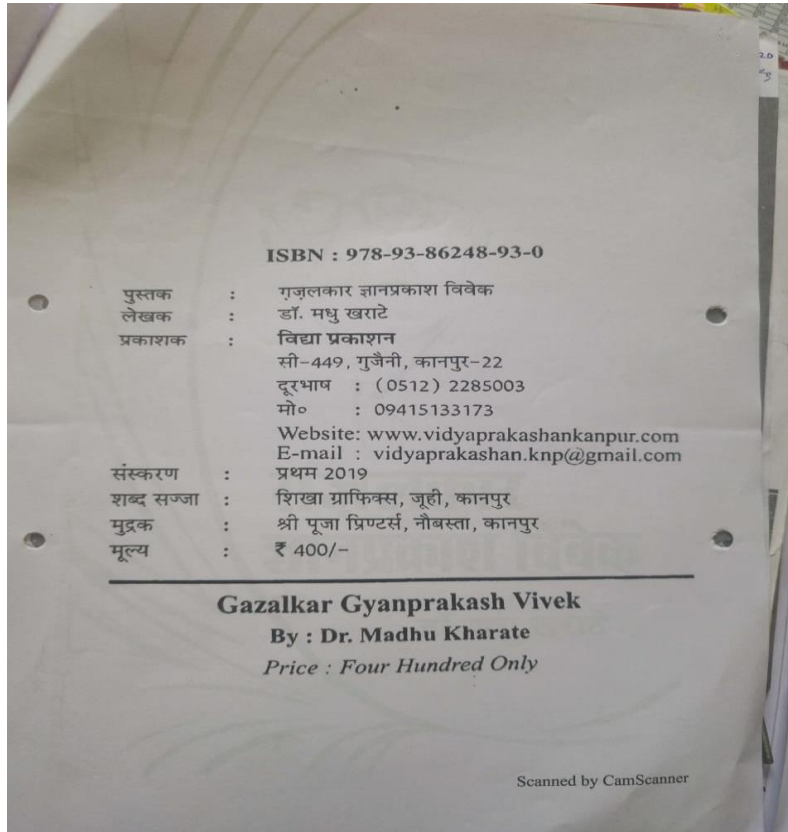 ISBN : 978-93-86248-93-0
पुस्तक : ग़ज़लकार ज्ञानप्रकाश विवेक
लेखक : डॉ. मधु खराटे
प्रकाशक : विद्या प्रकाशन
सी-449, गुजैनी, कानपुर-22
दूरभाष : (0512) 2285003
मो० : 09415133173
Website: www.vidyaprakashankanpur.com
E-mail : vidyaprakashan.knp@gmail.com
संस्करण : प्रथम 2019
शब्द सज्जा : शिखा ग्राफिक्स, जूही, कानपुर
मुद्रक : श्री पूजा प्रिण्टर्स, नौबस्ता, कानपुर
मूल्य : ₹ 400/-
Gazalkar Gyanprakash Vivek
By : Dr. Madhu Kharate
Price : Four Hundred Only
Scanned by CamScanner